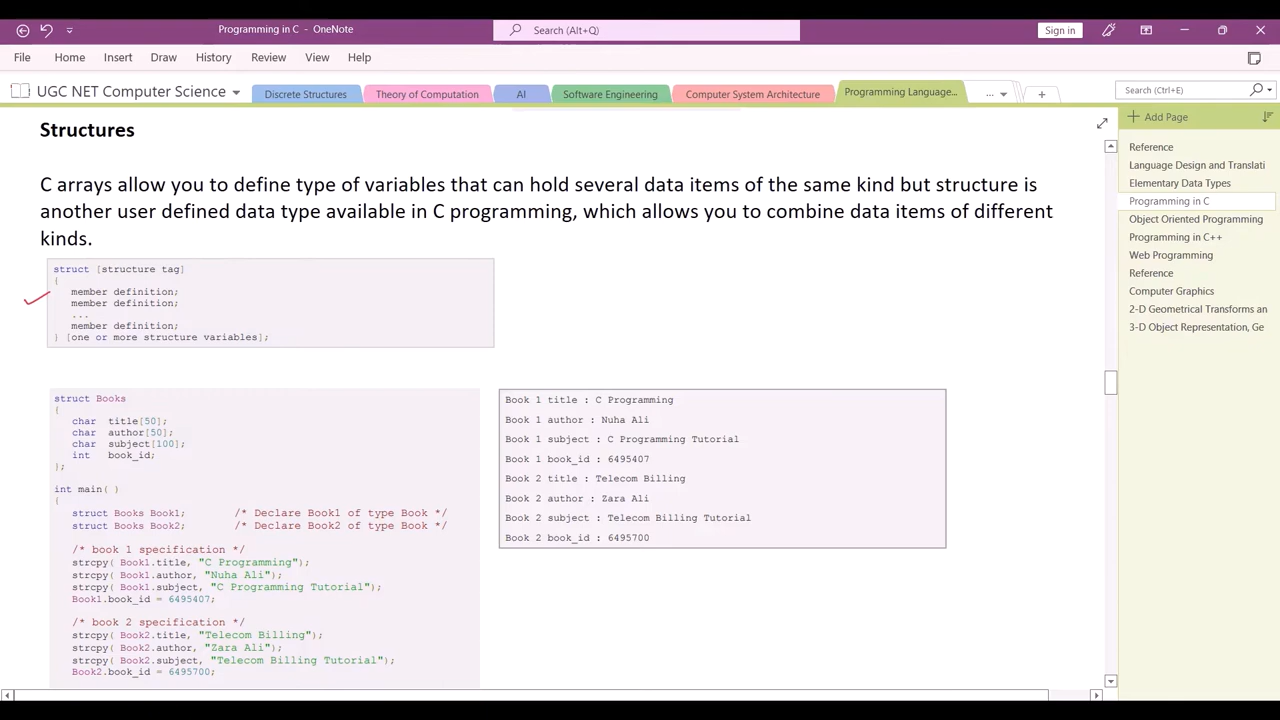 Programming in C - OneNote
Search (Alt+Q)
Sign in
File Home Insert Draw History Review View Help
UGC NET Computer Science
Discrete Structures
Theory of Computation
AI
Software Engineering
Computer System Architecture
Programming Language...
...
Search (Ctrl+E)
Structures
C arrays allow you to define type of variables that can hold several data items of the same kind but structure is
another user defined data type available in C programming, which allows you to combine data items of different
kinds.
struct [structure tag]
{
member definition;
member definition;
...
member definition;
} [one or more structure variables];
struct Books
{
char title[50];
char author[50];
char subject[100];
int book_id;
};
int main( )
{
struct Books Book1; /* Declare Book1 of type Book */
struct Books Book2; /* Declare Book2 of type Book */
/* book 1 specification */
strcpy( Book1.title, "C Programming");
strcpy( Book1.author, "Nuha Ali");
strcpy( Book1.subject, "C Programming Tutorial");
Book1.book_id = 6495407;
/* book 2 specification */
strcpy( Book2.title, "Telecom Billing");
strcpy( Book2.author, "Zara Ali");
strcpy( Book2.subject, "Telecom Billing Tutorial");
Book2.book_id = 6495700;
Book 1 title : C Programming
Book 1 author : Nuha Ali
Book 1 subject : C Programming Tutorial
Book 1 book_id : 6495407
Book 2 title : Telecom Billing
Book 2 author : Zara Ali
Book 2 subject : Telecom Billing Tutorial
Book 2 book_id : 6495700
Add Page
Reference
Language Design and Translati
Elementary Data Types
Programming in C
Object Oriented Programming
Programming in C++
Web Programming
Reference
Computer Graphics
2-D Geometrical Transforms an
3-D Object Representation, Ge